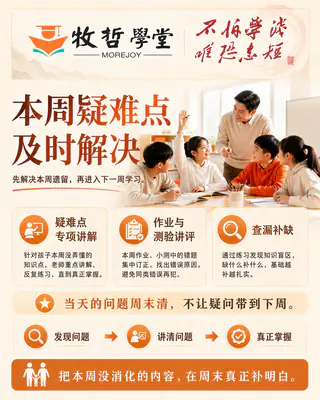 牧哲學堂
MOREJOY
不怕學淺
唯恐志短
本周疑难点
及时解决
先解决本周遗留，再进入下一周学习。
疑难点
专项讲解
针对孩子本周没弄懂的
知识点，老师重点讲解、
反复练习，直到真正掌握。
作业与
测验讲评
本周作业、小测中的错题
集中订正，找出错误原因，
避免同类错误再犯。
查漏补缺
通过练习发现知识盲区，
缺什么补什么，基础越
补越扎实。
当天的问题周末清，不让疑问带到下周。
发现问题
讲清问题
真正掌握
把本周没消化的内容，在周末真正补明白。